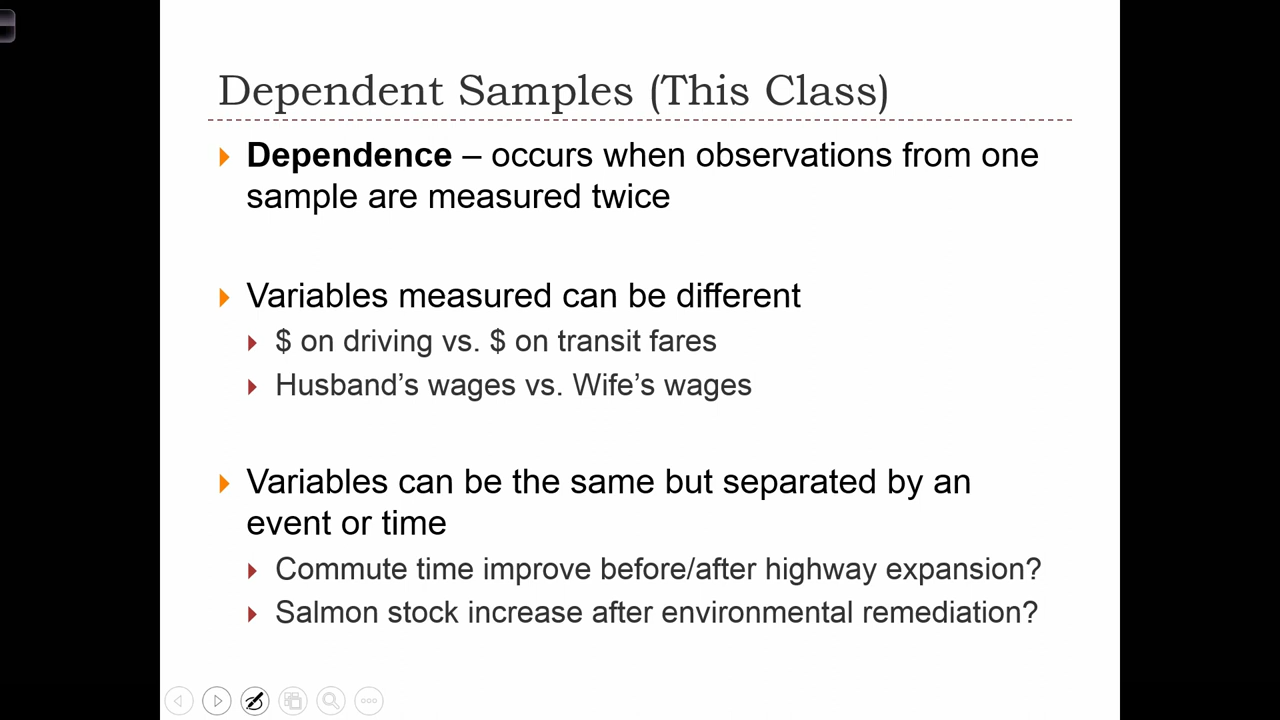 Dependent Samples (This Class)
Dependence – occurs when observations from one
sample are measured twice
Variables measured can be different
$ on driving vs. $ on transit fares
Husband’s wages vs. Wife’s wages
Variables can be the same but separated by an
event or time
Commute time improve before/after highway expansion?
Salmon stock increase after environmental remediation?